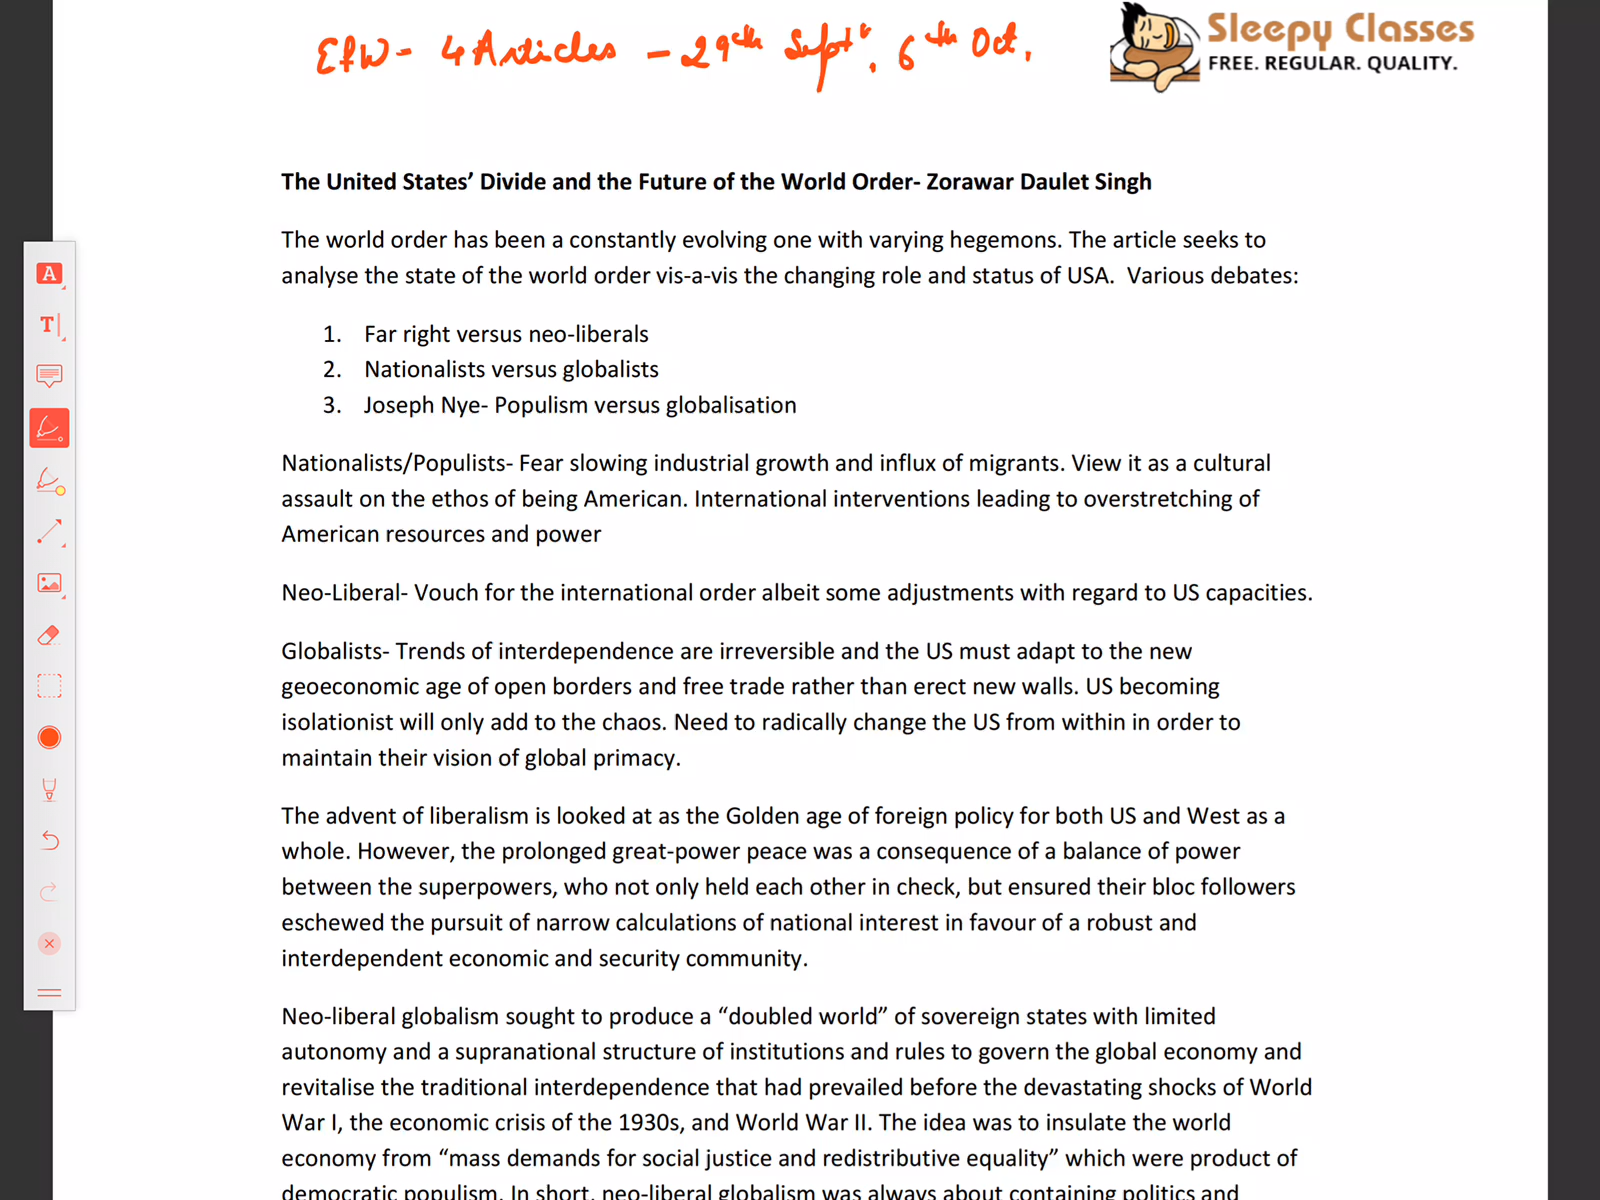 EPW - 4 Articles - 29th Sept, 6th Oct.
Sleepy Classes
FREE. REGULAR. QUALITY.
The United States’ Divide and the Future of the World Order- Zorawar Daulet Singh
The world order has been a constantly evolving one with varying hegemons. The article seeks to
analyse the state of the world order vis-a-vis the changing role and status of USA.  Various debates:
1. Far right versus neo-liberals
2. Nationalists versus globalists
3. Joseph Nye- Populism versus globalisation
Nationalists/Populists- Fear slowing industrial growth and influx of migrants. View it as a cultural
assault on the ethos of being American. International interventions leading to overstretching of
American resources and power
Neo-Liberal- Vouch for the international order albeit some adjustments with regard to US capacities.
Globalists- Trends of interdependence are irreversible and the US must adapt to the new
geoeconomic age of open borders and free trade rather than erect new walls. US becoming
isolationist will only add to the chaos. Need to radically change the US from within in order to
maintain their vision of global primacy.
The advent of liberalism is looked at as the Golden age of foreign policy for both US and West as a
whole. However, the prolonged great-power peace was a consequence of a balance of power
between the superpowers, who not only held each other in check, but ensured their bloc followers
eschewed the pursuit of narrow calculations of national interest in favour of a robust and
interdependent economic and security community.
Neo-liberal globalism sought to produce a “doubled world” of sovereign states with limited
autonomy and a supranational structure of institutions and rules to govern the global economy and
revitalise the traditional interdependence that had prevailed before the devastating shocks of World
War I, the economic crisis of the 1930s, and World War II. The idea was to insulate the world
economy from “mass demands for social justice and redistributive equality” which were product of
democratic populism. In short, neo-liberal globalism was always about containing politics and